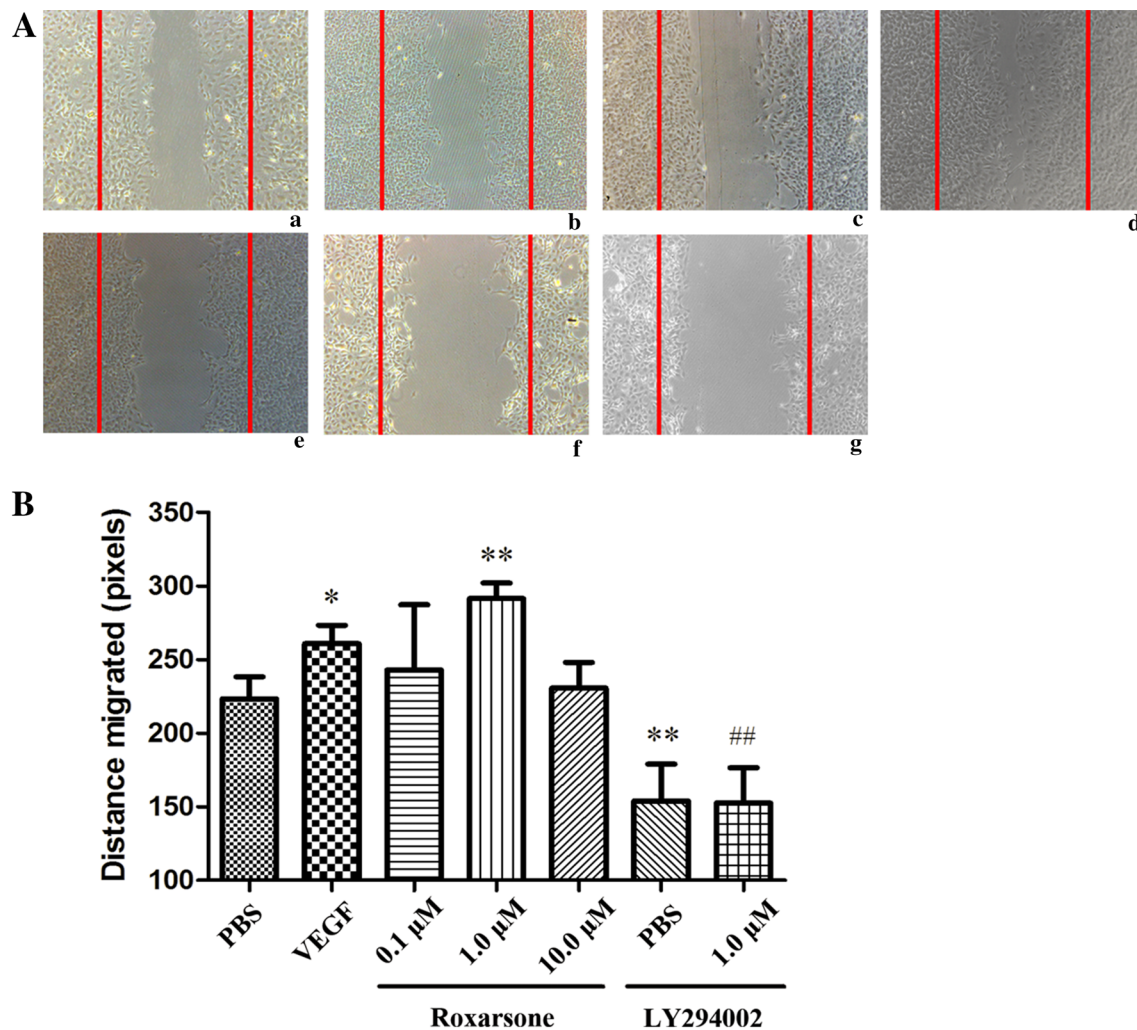 A
a
b
c
d
e
f
g
B
Distance migrated (pixels)
350
300
250
200
150
100
*
**
**
##
PBS
VEGF
0.1 μM
1.0 μM
10.0 μM
PBS
1.0 μM
Roxarsone
LY294002